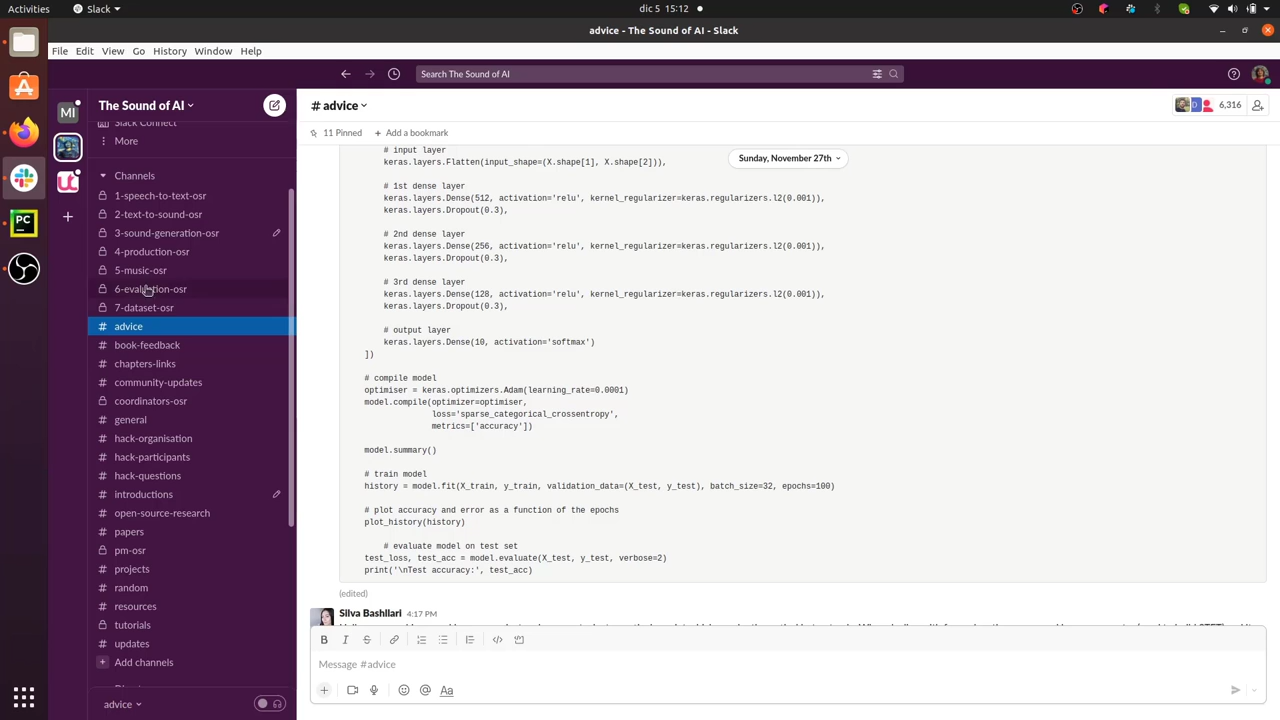 Activities
Slack
dic 5 15:12
advice - The Sound of AI - Slack
File Edit View Go History Window Help
Search The Sound of AI
MI
The Sound of AI
Slack Connect
More
Channels
1-speech-to-text-osr
2-text-to-sound-osr
3-sound-generation-osr
4-production-osr
5-music-osr
6-evaluation-osr
7-dataset-osr
# advice
# book-feedback
# chapters-links
# community-updates
coordinators-osr
# general
# hack-organisation
# hack-participants
# hack-questions
# introductions
# open-source-research
# papers
pm-osr
# projects
# random
# resources
tutorials
# updates
+ Add channels
advice
PC
# advice
6,316
11 Pinned + Add a bookmark
Sunday, November 27th
# input layer
keras.layers.Flatten(input_shape=(X.shape[1], X.shape[2])),
# 1st dense layer
keras.layers.Dense(512, activation='relu', kernel_regularizer=keras.regularizers.l2(0.001)),
keras.layers.Dropout(0.3),
# 2nd dense layer
keras.layers.Dense(256, activation='relu', kernel_regularizer=keras.regularizers.l2(0.001)),
keras.layers.Dropout(0.3),
# 3rd dense layer
keras.layers.Dense(128, activation='relu', kernel_regularizer=keras.regularizers.l2(0.001)),
keras.layers.Dropout(0.3),
# output layer
keras.layers.Dense(10, activation='softmax')
])
# compile model
optimiser = keras.optimizers.Adam(learning_rate=0.0001)
model.compile(optimizer=optimiser,
loss='sparse_categorical_crossentropy',
metrics=['accuracy'])
model.summary()
# train model
history = model.fit(X_train, y_train, validation_data=(X_test, y_test), batch_size=32, epochs=100)
# plot accuracy and error as a function of the epochs
plot_history(history)
# evaluate model on test set
test_loss, test_acc = model.evaluate(X_test, y_test, verbose=2)
print('\nTest accuracy:', test_acc)
(edited)
Silva Bashllari 4:17 PM
B I S
Message #advice
Aa